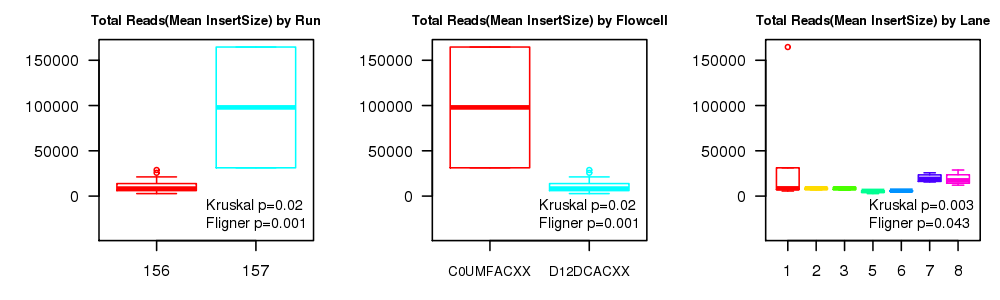 Total Reads(Mean InsertSize) by Run
150000
100000
50000
0
Kruskal p=0.02
Fligner p=0.001
156 157
Total Reads(Mean InsertSize) by Flowcell
150000
100000
50000
0
Kruskal p=0.02
Fligner p=0.001
C0UMFACXX D12DCACXX
Total Reads(Mean InsertSize) by Lane
150000
100000
50000
0
Kruskal p=0.003
Fligner p=0.043
1 2 3 5 6 7 8